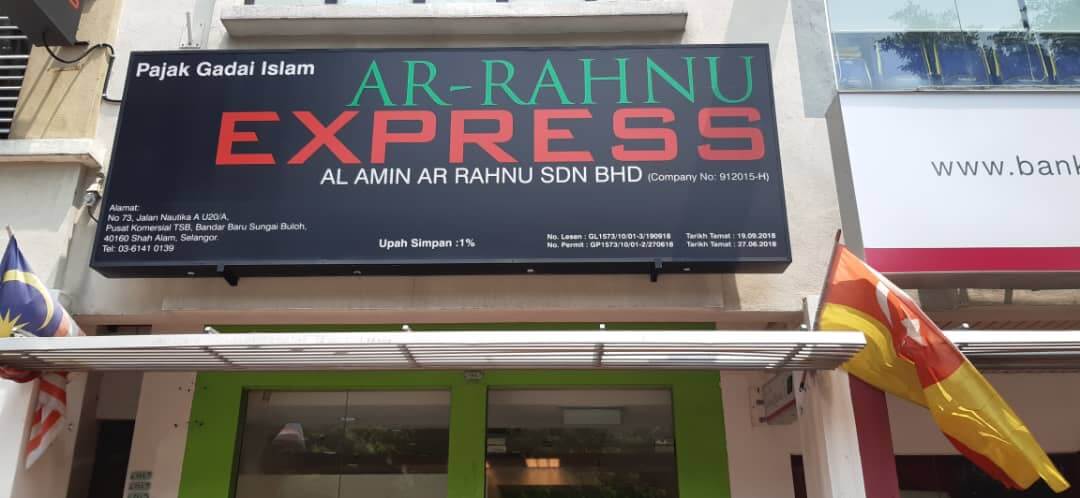 Pajak Gadai Islam
AR-RAHNU
EXPRESS
AL AMIN AR RAHNU SDN BHD (Company No: 912015-H)
Alamat:
No 73, Jalan Nautika A U20/A,
Pusat Komersial TSB, Bandar Baru Sungai Buloh,
40160 Shah Alam, Selangor.
Tel: 03-6141 0139
Upah Simpan :1%
No. Lesen : GL1573/10/01-3/190918 Tarikh Tamat : 19.09.2018
No. Permit : GP1573/10/01-2/270618 Tarikh Tamat : 27.06.2018
www.bank